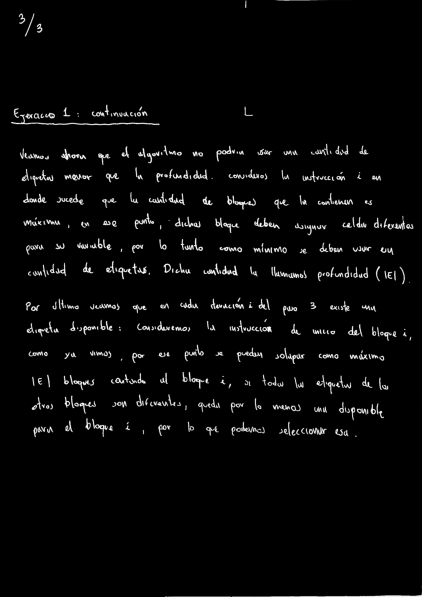 3/3
Ejercicio 1: continuación
L
Veamos ahora que el algoritmo no podria usar una cantidad de
etiquetas menor que la profundidad. consideros la instrucción i en
donde sucede que la cantidad de bloques que la contienen es
máxima, en ese punto, dichos bloque deben asignar celdas diferentes
para su variable, por lo tanto como mínimo se deben usar esa
cantidad de etiquetas. Dicha cantidad la llamamos profundidad (|E|).
Por último veamos que en cada iteración i del paso 3 existe una
etiqueta disponible: Consideremos la instrucción de inicio del bloque i,
como ya vimos, por ese punto se puedan solapar como máximo
|E| bloques contando al bloque i, si todas las etiquetas de los
otros bloques son diferentes, queda por lo menos una disponible
para el bloque i, por lo que podemos seleccionar esa.